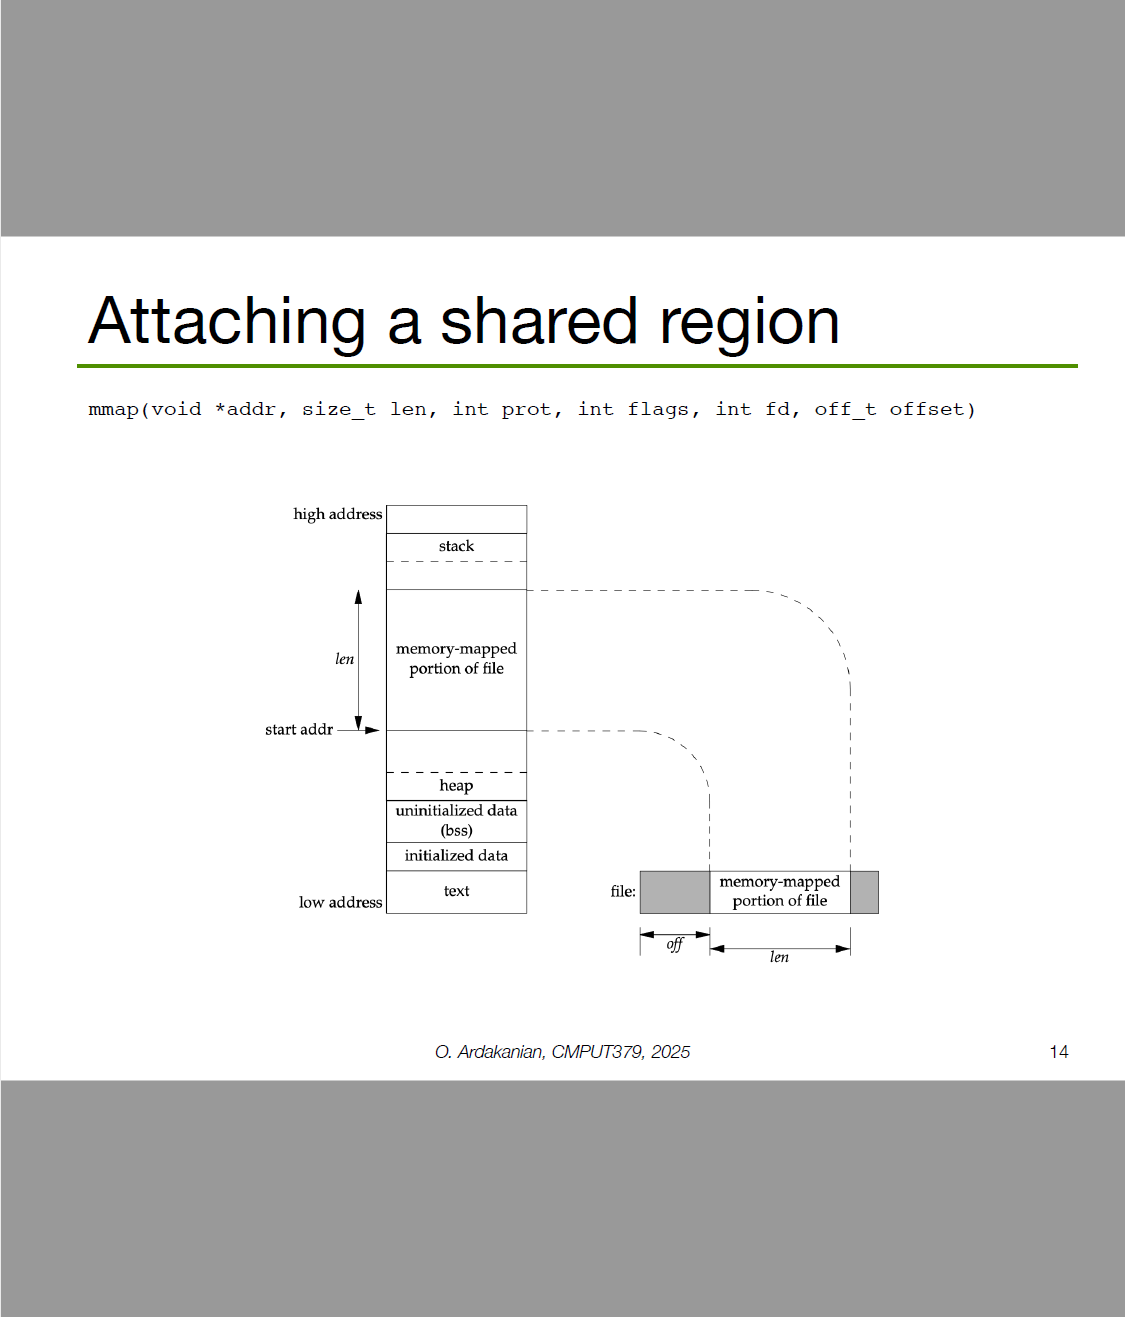 Attaching a shared region
mmap(void *addr, size_t len, int prot, int flags, int fd, off_t offset)
high address
stack
memory-mapped
portion of file
len
start addr
heap
uninitialized data
(bss)
initialized data
text
low address
file:
memory-mapped
portion of file
off
len
O. Ardakanian, CMPUT379, 2025
14